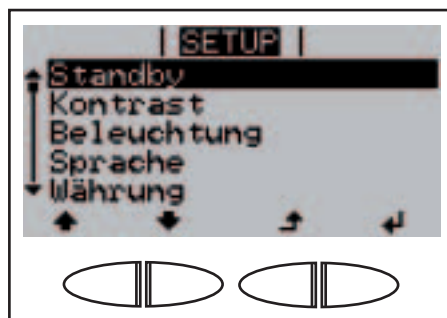 SETUP
Standby
Kontrast
Beleuchtung
Sprache
Währung